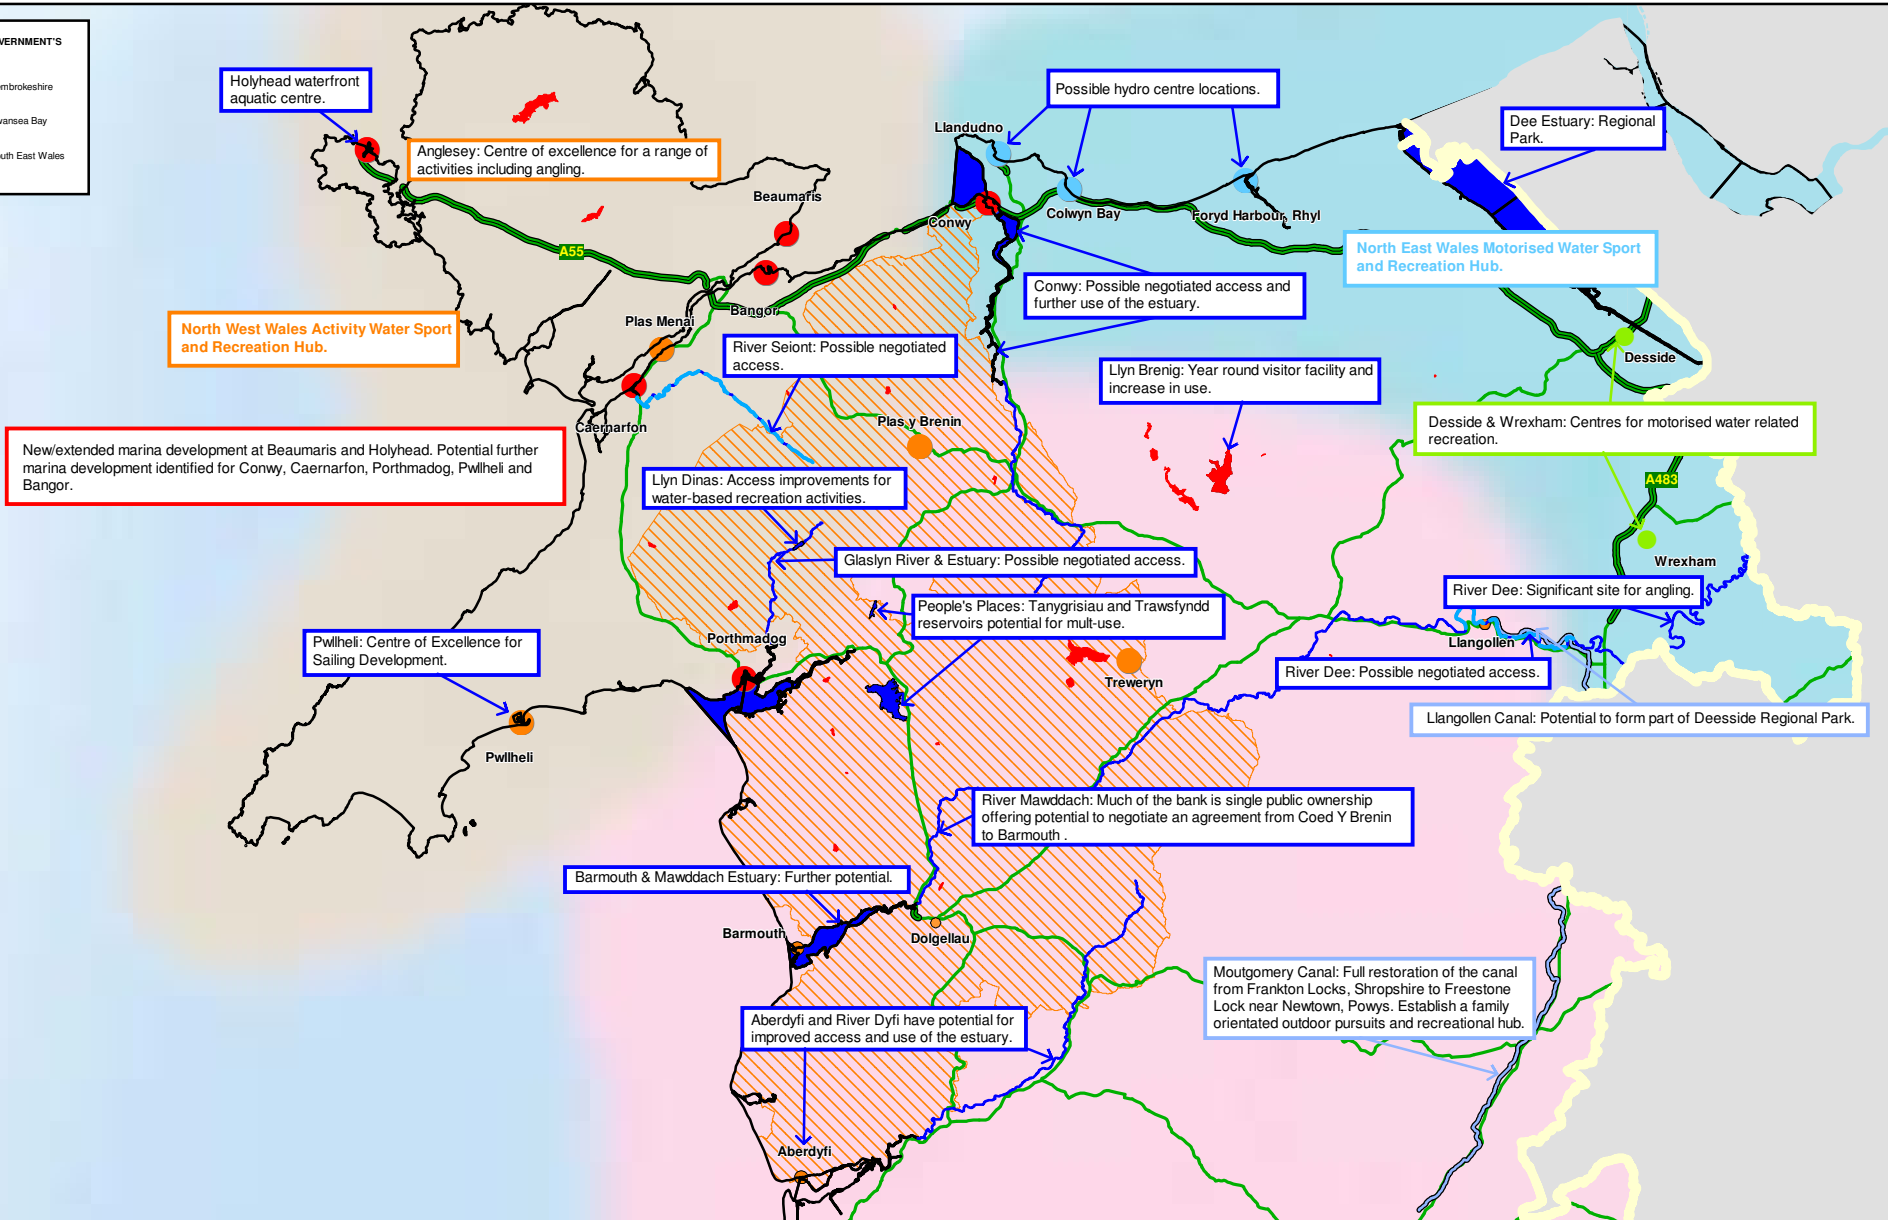 VERNMENT'S
embrokeshire
wansea Bay
outh East Wales
Holyhead waterfront
aquatic centre.
Possible hydro centre locations.
Dee Estuary: Regional
Park.
Llandudno
Anglesey: Centre of excellence for a range of
activities including angling.
Beaumaris
Conwy
Colwyn Bay
Foryd Harbour, Rhyl
A55
North East Wales Motorised Water Sport
and Recreation Hub.
Conwy: Possible negotiated access and
further use of the estuary.
Bangor
Plas Menai
North West Wales Activity Water Sport
and Recreation Hub.
River Seiont: Possible negotiated
access.
Desside
Llyn Brenig: Year round visitor facility and
increase in use.
Caernarfon
Plas y Brenin
Desside & Wrexham: Centres for motorised water related
recreation.
New/extended marina development at Beaumaris and Holyhead. Potential further
marina development identified for Conwy, Caernarfon, Porthmadog, Pwllheli and
Bangor.
A483
Llyn Dinas: Access improvements for
water-based recreation activities.
Glaslyn River & Estuary: Possible negotiated access.
Wrexham
River Dee: Significant site for angling.
People's Places: Tanygrisiau and Trawsfyndd
reservoirs potential for mult-use.
Porthmadog
Pwllheli: Centre of Excellence for
Sailing Development.
Llangollen
River Dee: Possible negotiated access.
Treweryn
Llangollen Canal: Potential to form part of Deesside Regional Park.
Pwllheli
River Mawddach: Much of the bank is single public ownership
offering potential to negotiate an agreement from Coed Y Brenin
to Barmouth .
Barmouth & Mawddach Estuary: Further potential.
Barmouth
Dolgellau
Moutgomery Canal: Full restoration of the canal
from Frankton Locks, Shropshire to Freestone
Lock near Newtown, Powys. Establish a family
orientated outdoor pursuits and recreational hub.
Aberdyfi and River Dyfi have potential for
improved access and use of the estuary.
Aberdyfi